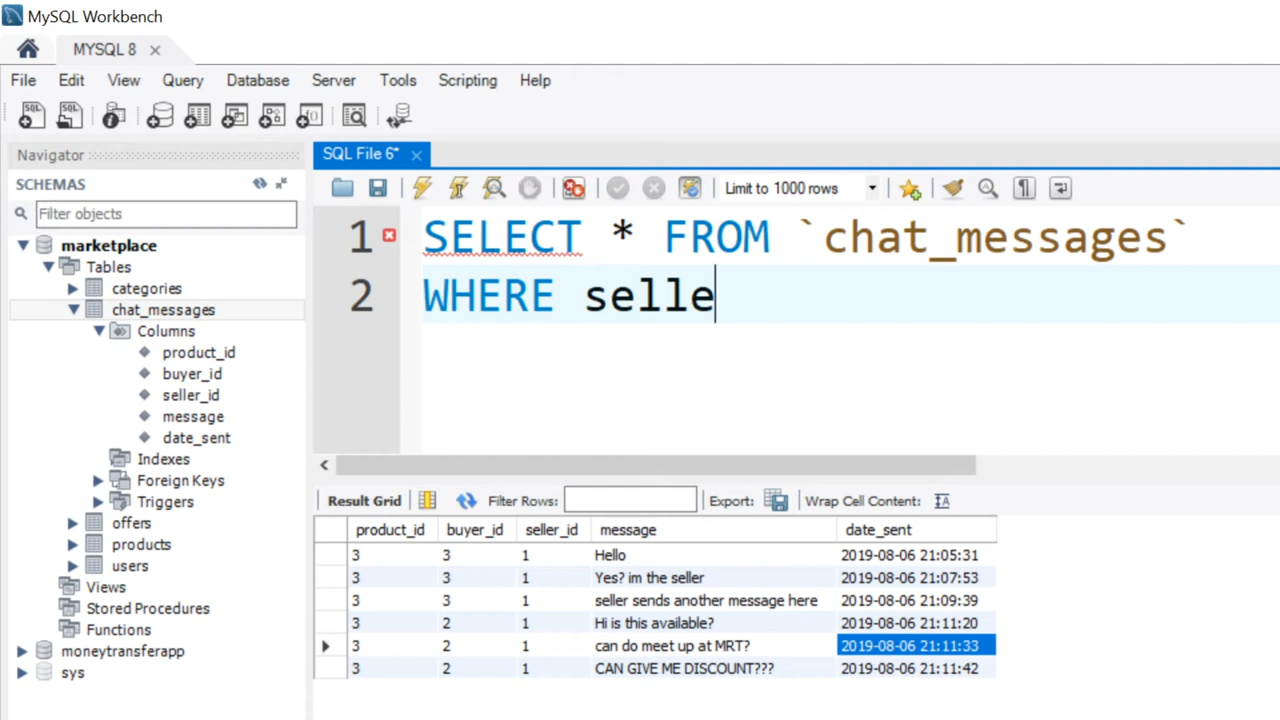 MySQL Workbench
MYSQL 8
File Edit View Query Database Server Tools Scripting Help
Navigator
SCHEMAS
Filter objects
marketplace
Tables
categories
chat_messages
Columns
product_id
buyer_id
seller_id
message
date_sent
Indexes
Foreign Keys
Triggers
offers
products
users
Views
Stored Procedures
Functions
moneytransferapp
sys
SQL File 6*
Limit to 1000 rows
1 SELECT * FROM `chat_messages`
2 WHERE selle
Result Grid Filter Rows: Export: Wrap Cell Content:
product_id buyer_id seller_id message date_sent
3 3 1 Hello 2019-08-06 21:05:31
3 3 1 Yes? im the seller 2019-08-06 21:07:53
3 3 1 seller sends another message here 2019-08-06 21:09:39
3 2 1 Hi is this available? 2019-08-06 21:11:20
3 2 1 can do meet up at MRT? 2019-08-06 21:11:33
3 2 1 CAN GIVE ME DISCOUNT??? 2019-08-06 21:11:42